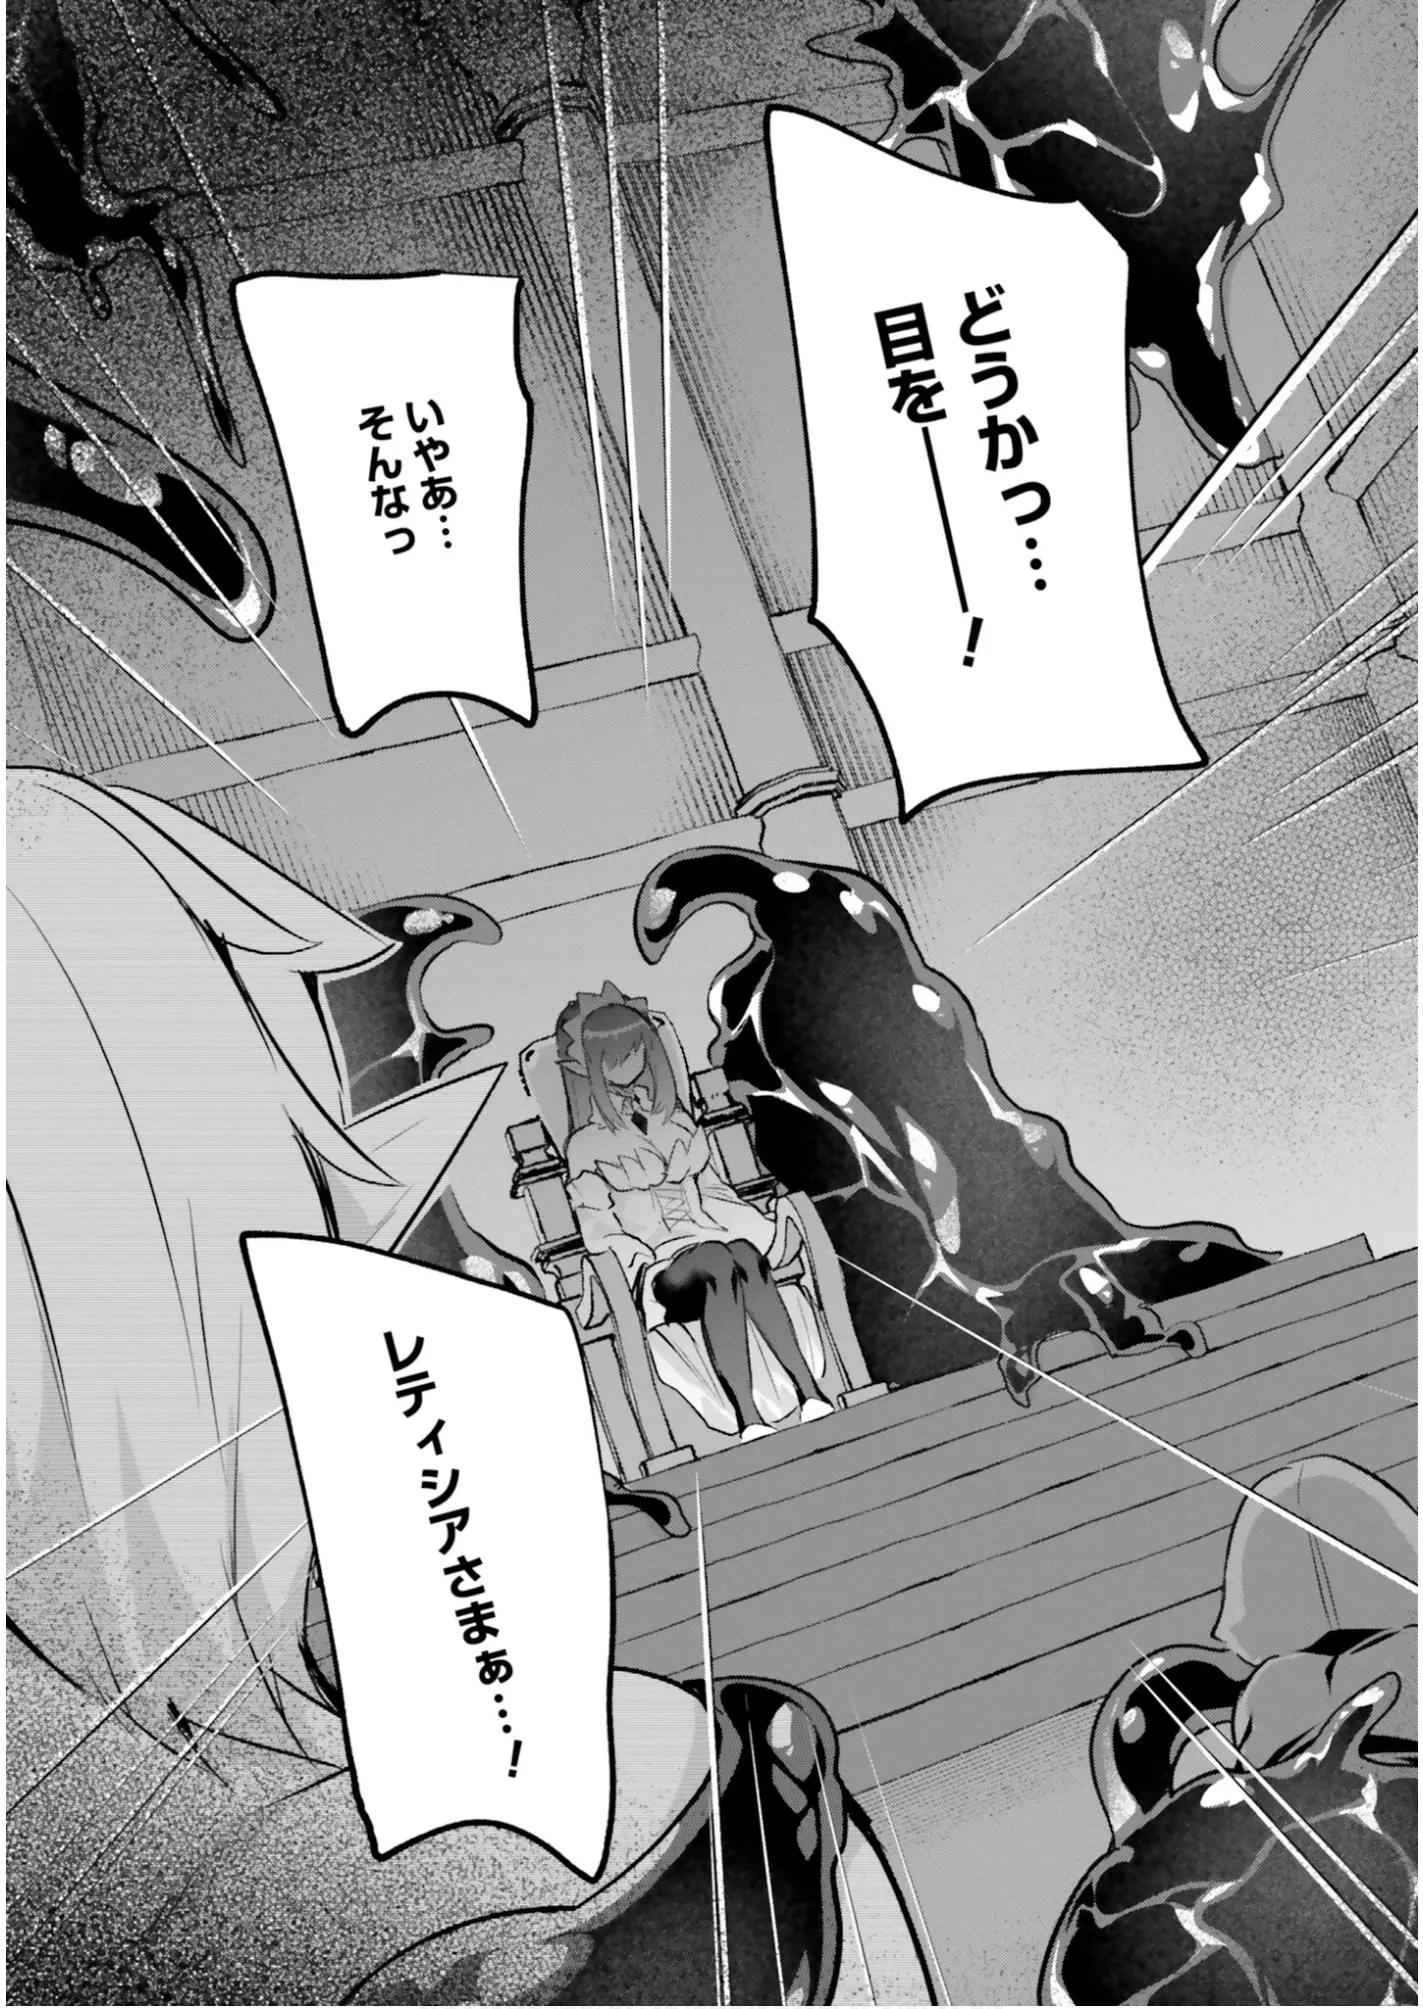 どうかっ…
目を――！
いやあ…
そんなっ
レティシアさまぁ…！